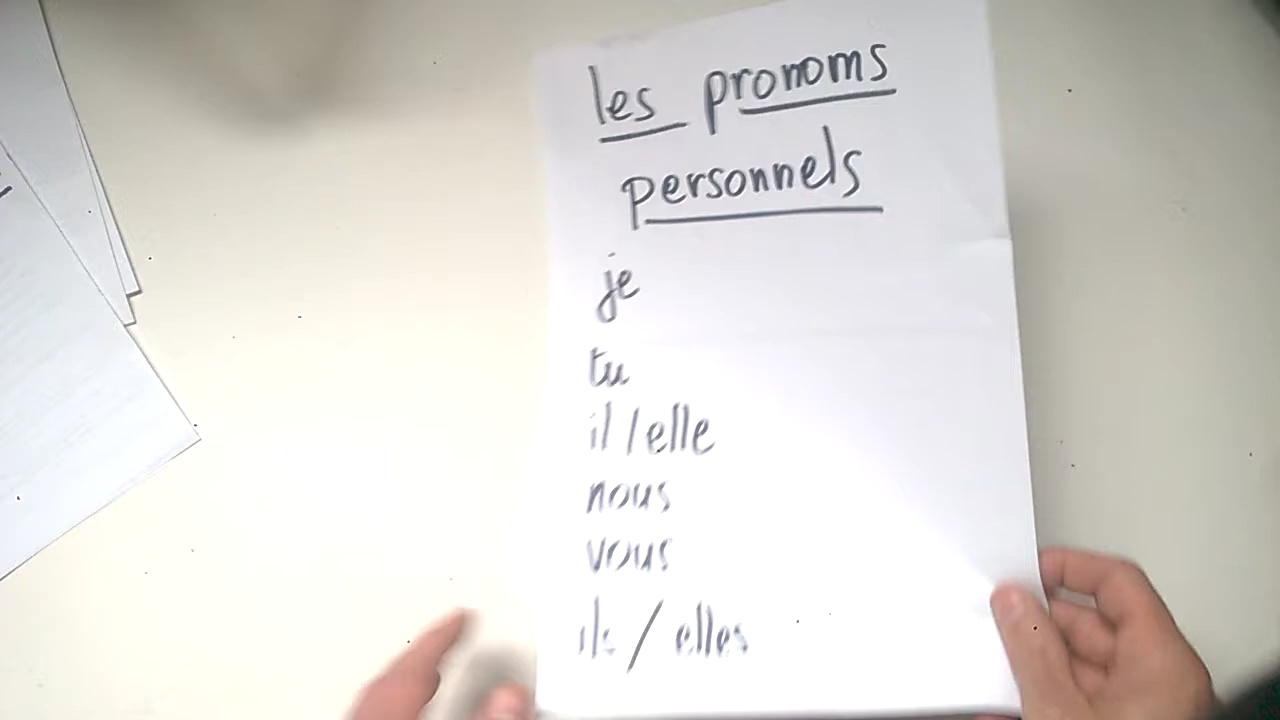 les pronoms
personnels
je
tu
il/elle
nous
vous
ils / elles